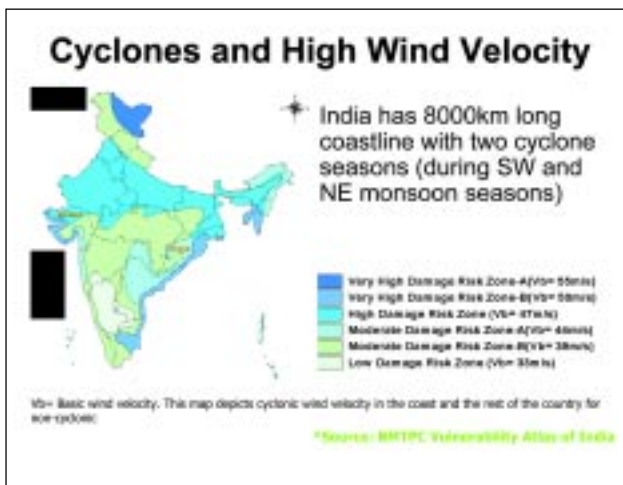 Cyclones and High Wind Velocity
India has 8000km long
coastline with two cyclone
seasons (during SW and
NE monsoon seasons)
Very High Damage Risk Zone-A(Vb= 55m/s)
Very High Damage Risk Zone-B(Vb= 50m/s)
High Damage Risk Zone (Vb= 47m/s)
Moderate Damage Risk Zone-A(Vb= 44m/s)
Moderate Damage Risk Zone-B(Vb= 39m/s)
Low Damage Risk Zone (Vb= 33m/s)
Vb= Basic wind velocity. This map depicts cyclonic wind velocity in the coast and the rest of the country for
non-cyclonic
*Source: BMTPC Vulnerability Atlas of India